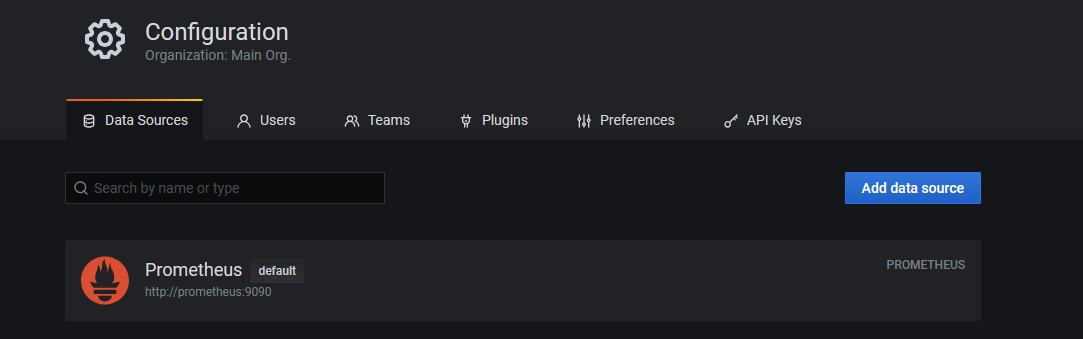 Configuration
Organization: Main Org.
Data Sources Users Teams Plugins Preferences API Keys
Search by name or type
Add data source
Prometheus default
PROMETHEUS
http://prometheus:9090